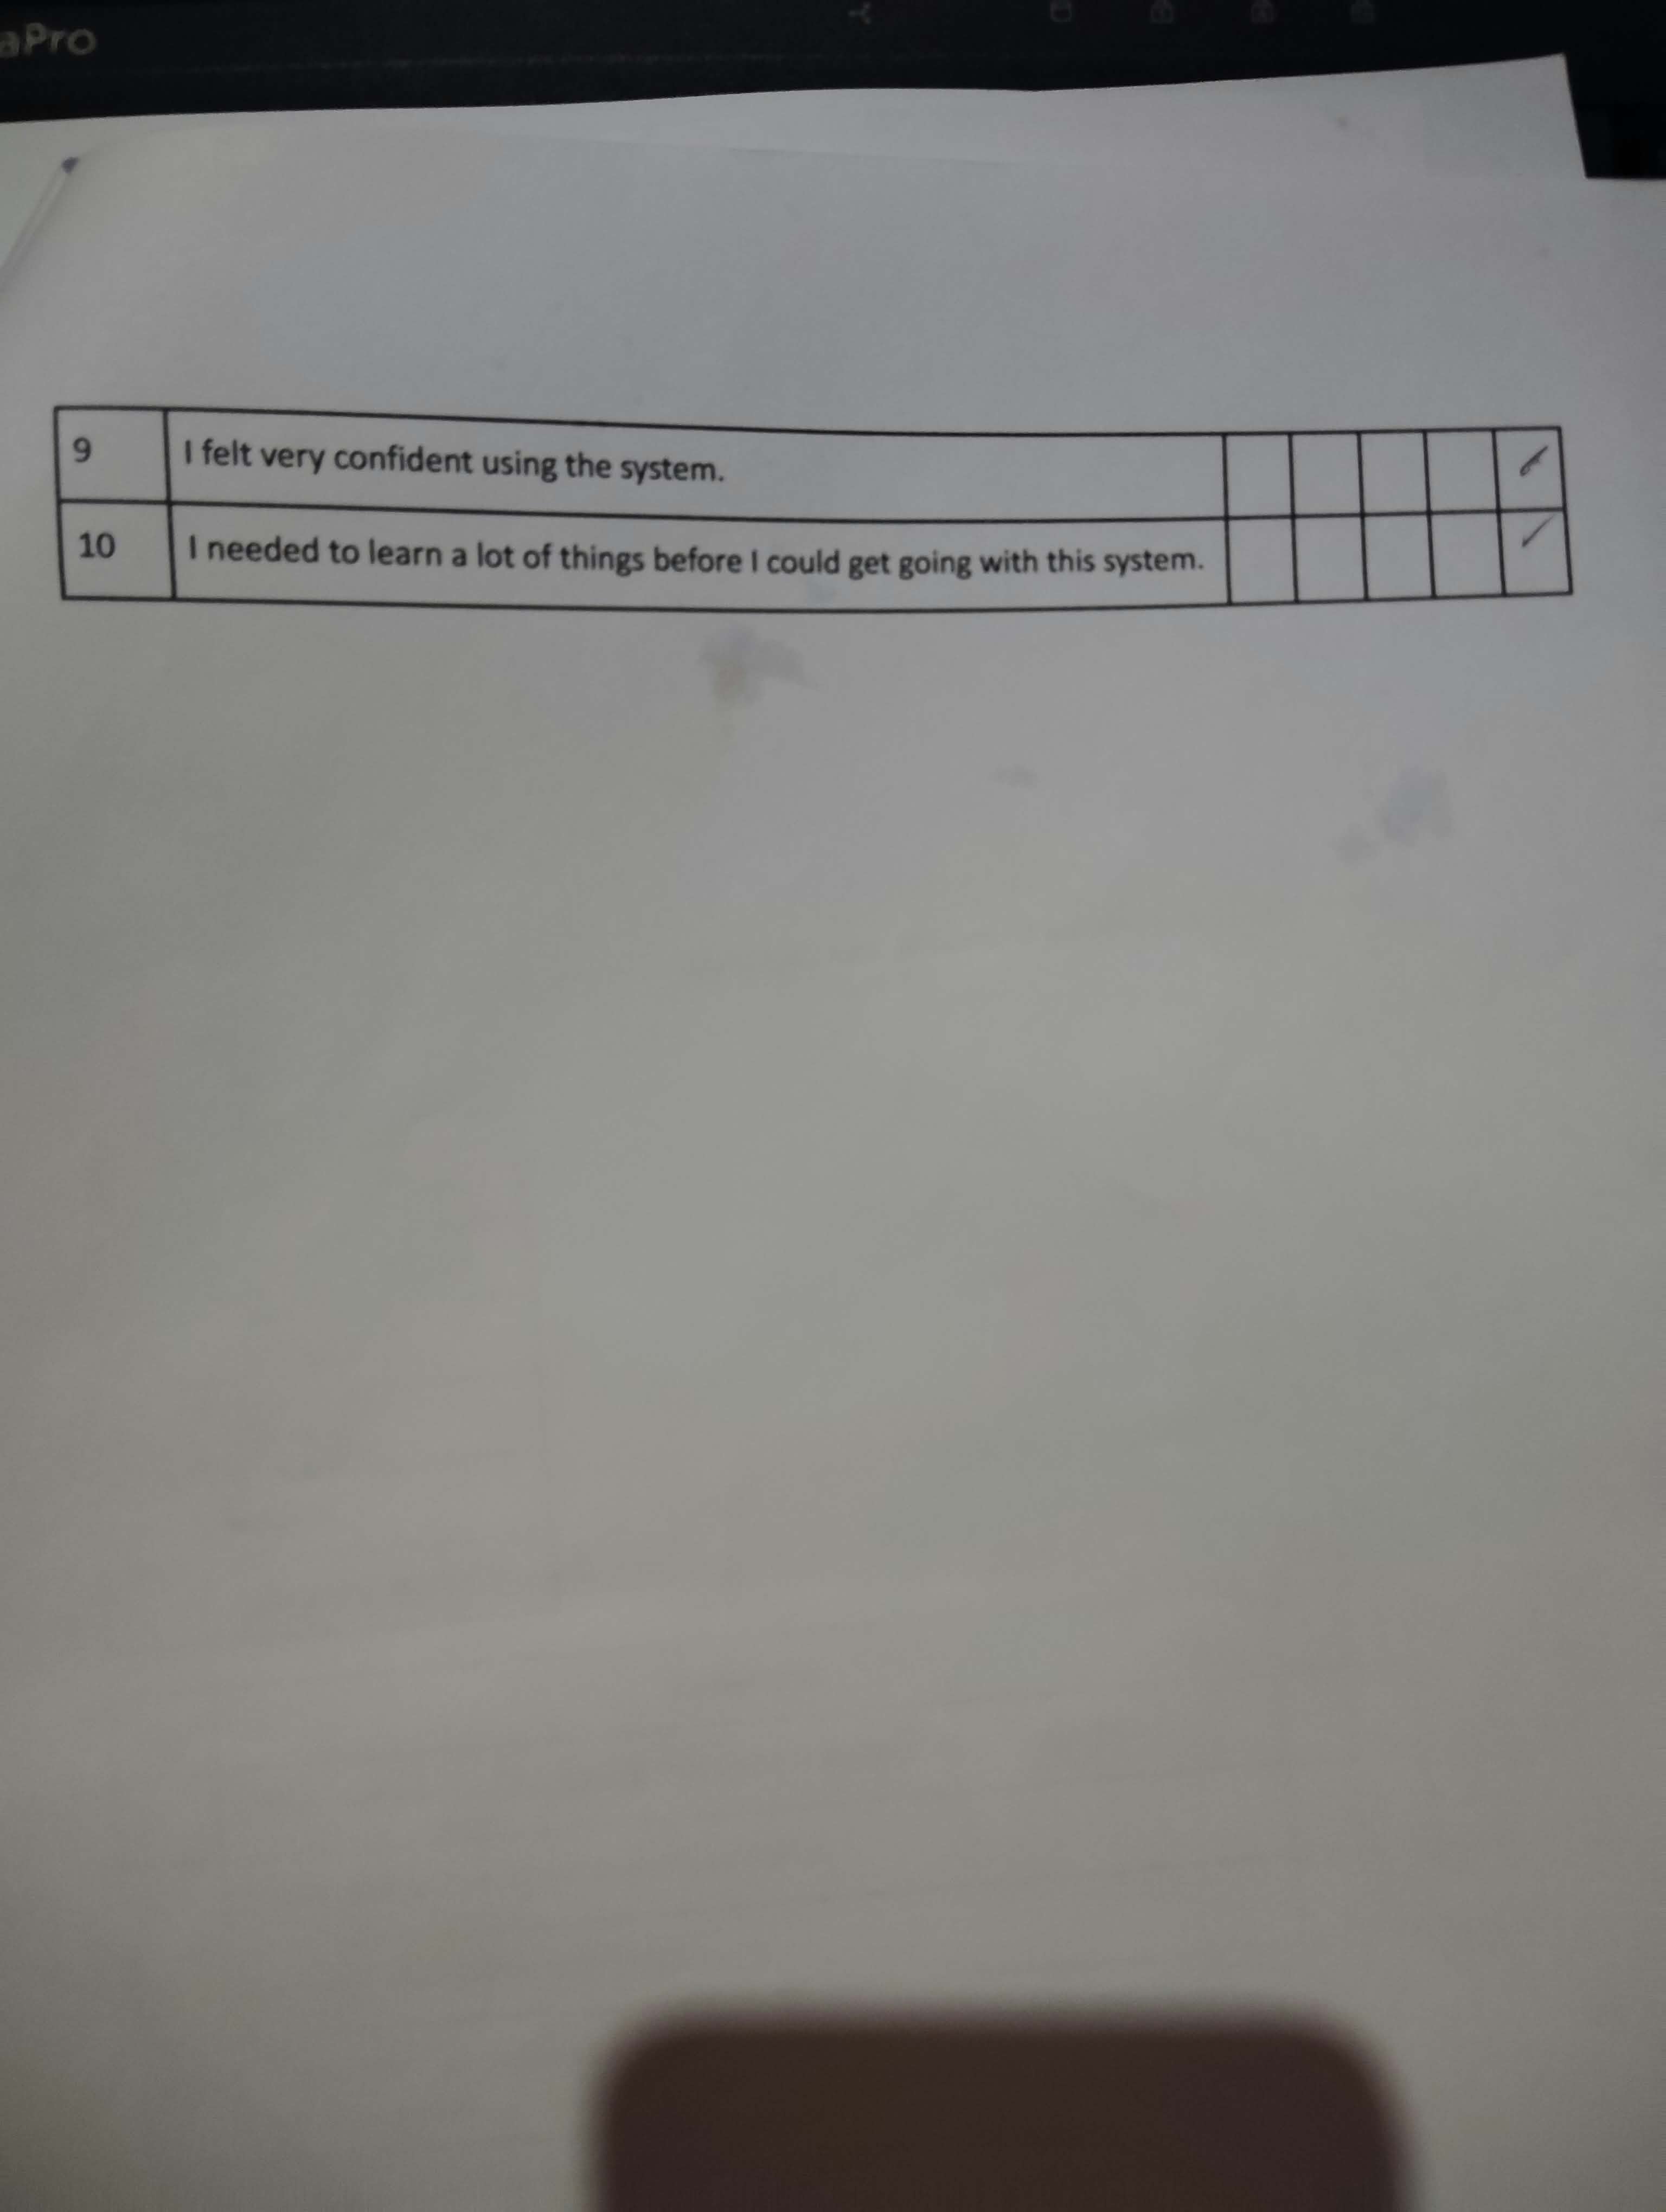 aPro
9 I felt very confident using the system. ✓
10 I needed to learn a lot of things before I could get going with this system. ✓